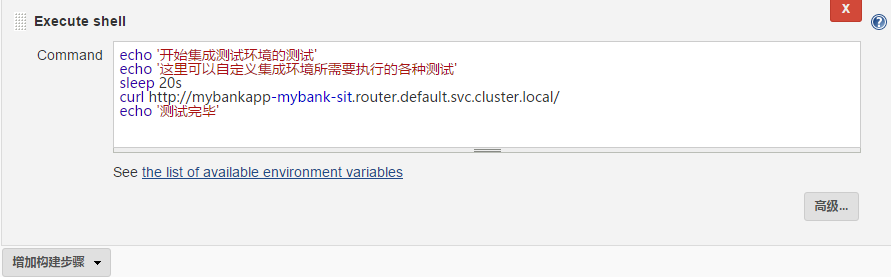 Execute shell
X
Command
echo '开始集成测试环境的测试'
echo '这里可以自定义集成环境所需要执行的各种测试'
sleep 20s
curl http://mybankapp-mybank-sit.router.default.svc.cluster.local/
echo '测试完毕'
See the list of available environment variables
高级...
增加构建步骤